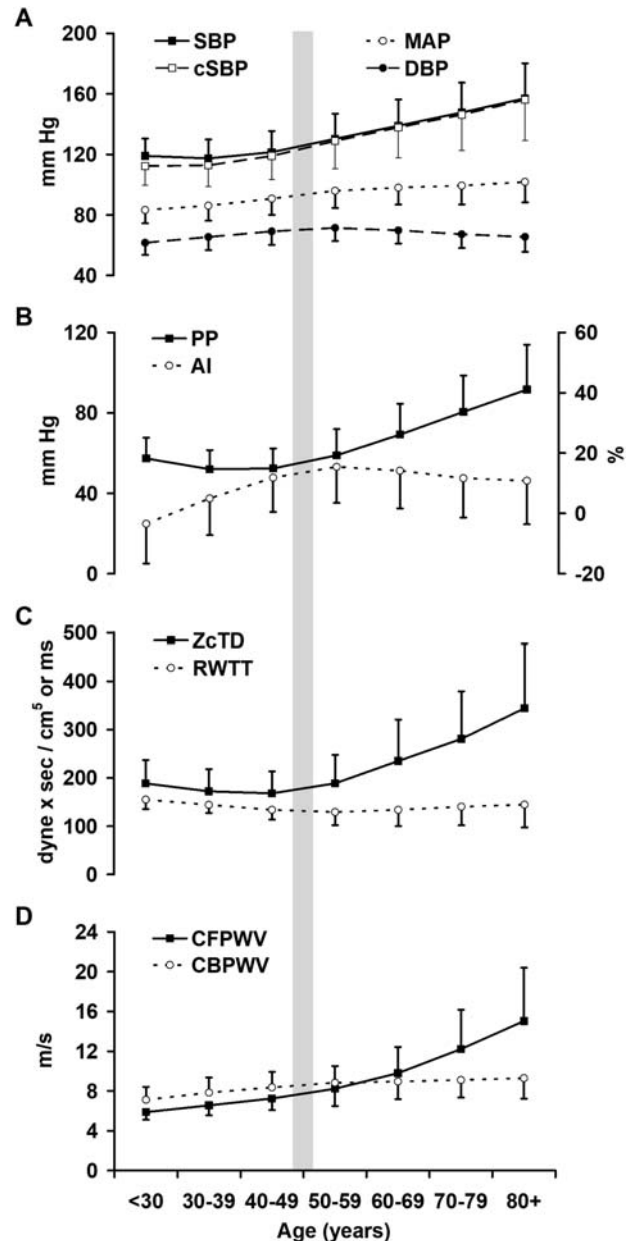 A
SBP MAP
cSBP DBP
200
160
120
80
40
mm Hg
B
PP
AI
120
80
40
0
mm Hg
60
40
20
0
-20
%
C
ZcTD
RWTT
500
400
300
200
100
0
dyne x sec / cm⁵ or ms
D
CFPWV
CBPWV
24
20
16
12
8
4
0
m/s
<30 30-39 40-49 50-59 60-69 70-79 80+
Age (years)